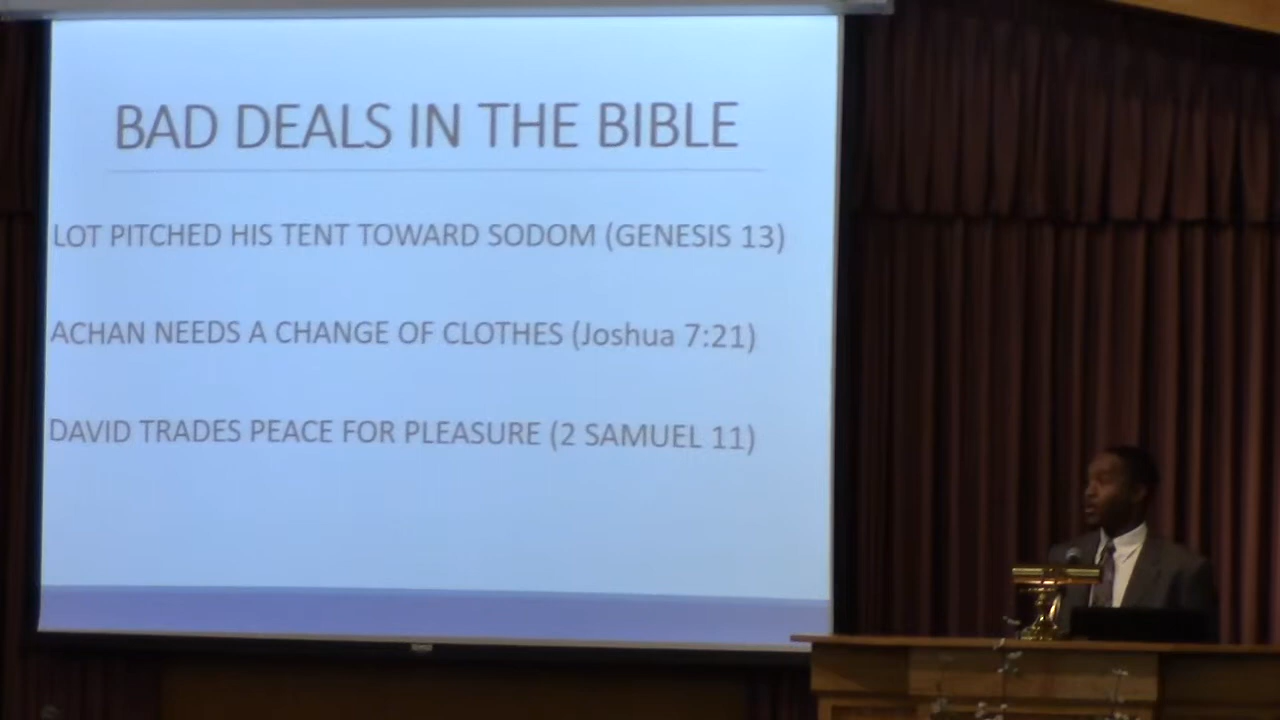 BAD DEALS IN THE BIBLE
LOT PITCHED HIS TENT TOWARD SODOM (GENESIS 13)
ACHAN NEEDS A CHANGE OF CLOTHES (Joshua 7:21)
DAVID TRADES PEACE FOR PLEASURE (2 SAMUEL 11)